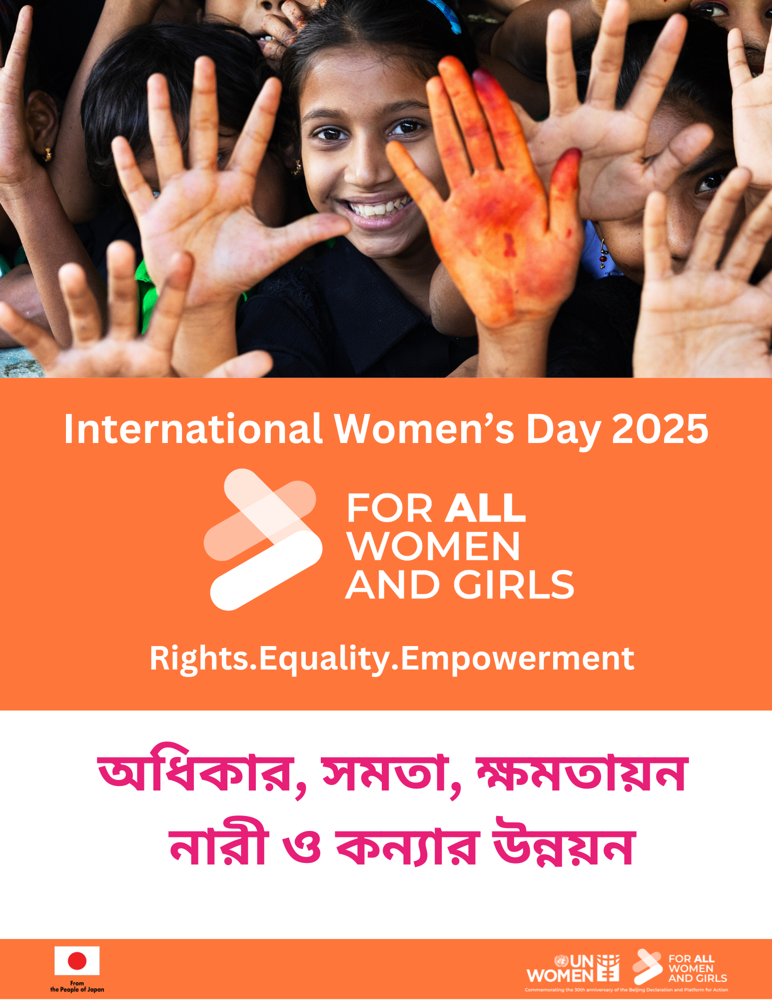 International Women’s Day 2025
FOR ALL
WOMEN
AND GIRLS
Rights.Equality.Empowerment
অধিকার, সমতা, ক্ষমতায়ন
নারী ও কন্যার উন্নয়ন
From
the People of Japan
UN
WOMEN
FOR ALL
WOMEN
AND GIRLS
Commemorating the 30th anniversary of the Beijing Declaration and Platform for Action